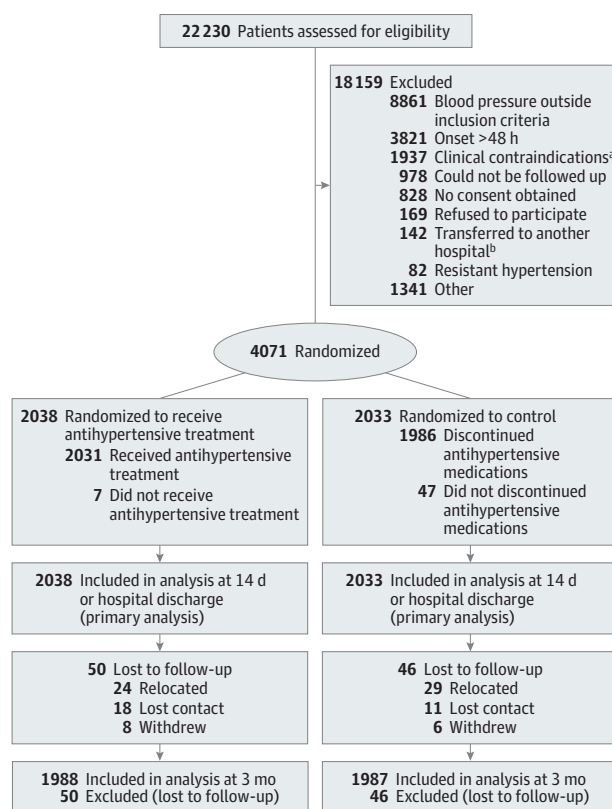 22 230 Patients assessed for eligibility
18 159 Excluded
8861 Blood pressure outside
inclusion criteria
3821 Onset >48 h
1937 Clinical contraindicationsª
978 Could not be followed up
828 No consent obtained
169 Refused to participate
142 Transferred to another
hospitalᵇ
82 Resistant hypertension
1341 Other
4071 Randomized
2038 Randomized to receive
antihypertensive treatment
2031 Received antihypertensive
treatment
7 Did not receive
antihypertensive treatment
2033 Randomized to control
1986 Discontinued
antihypertensive
medications
47 Did not discontinued
antihypertensive
medications
2038 Included in analysis at 14 d
or hospital discharge
(primary analysis)
2033 Included in analysis at 14 d
or hospital discharge
(primary analysis)
50 Lost to follow-up
24 Relocated
18 Lost contact
8 Withdrew
46 Lost to follow-up
29 Relocated
11 Lost contact
6 Withdrew
1988 Included in analysis at 3 mo
50 Excluded (lost to follow-up)
1987 Included in analysis at 3 mo
46 Excluded (lost to follow-up)